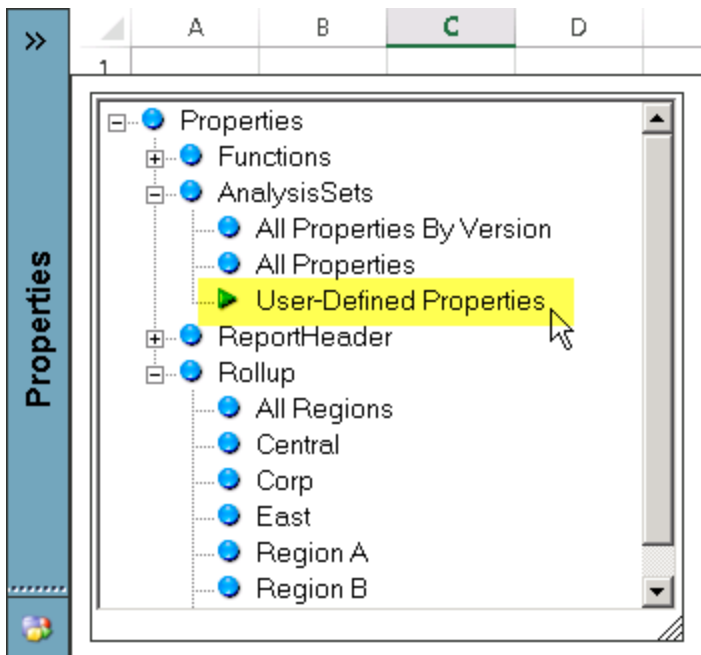 »
A B C D
1
Properties
Properties
Functions
AnalysisSets
All Properties By Version
All Properties
User-Defined Properties
ReportHeader
Rollup
All Regions
Central
Corp
East
Region A
Region B